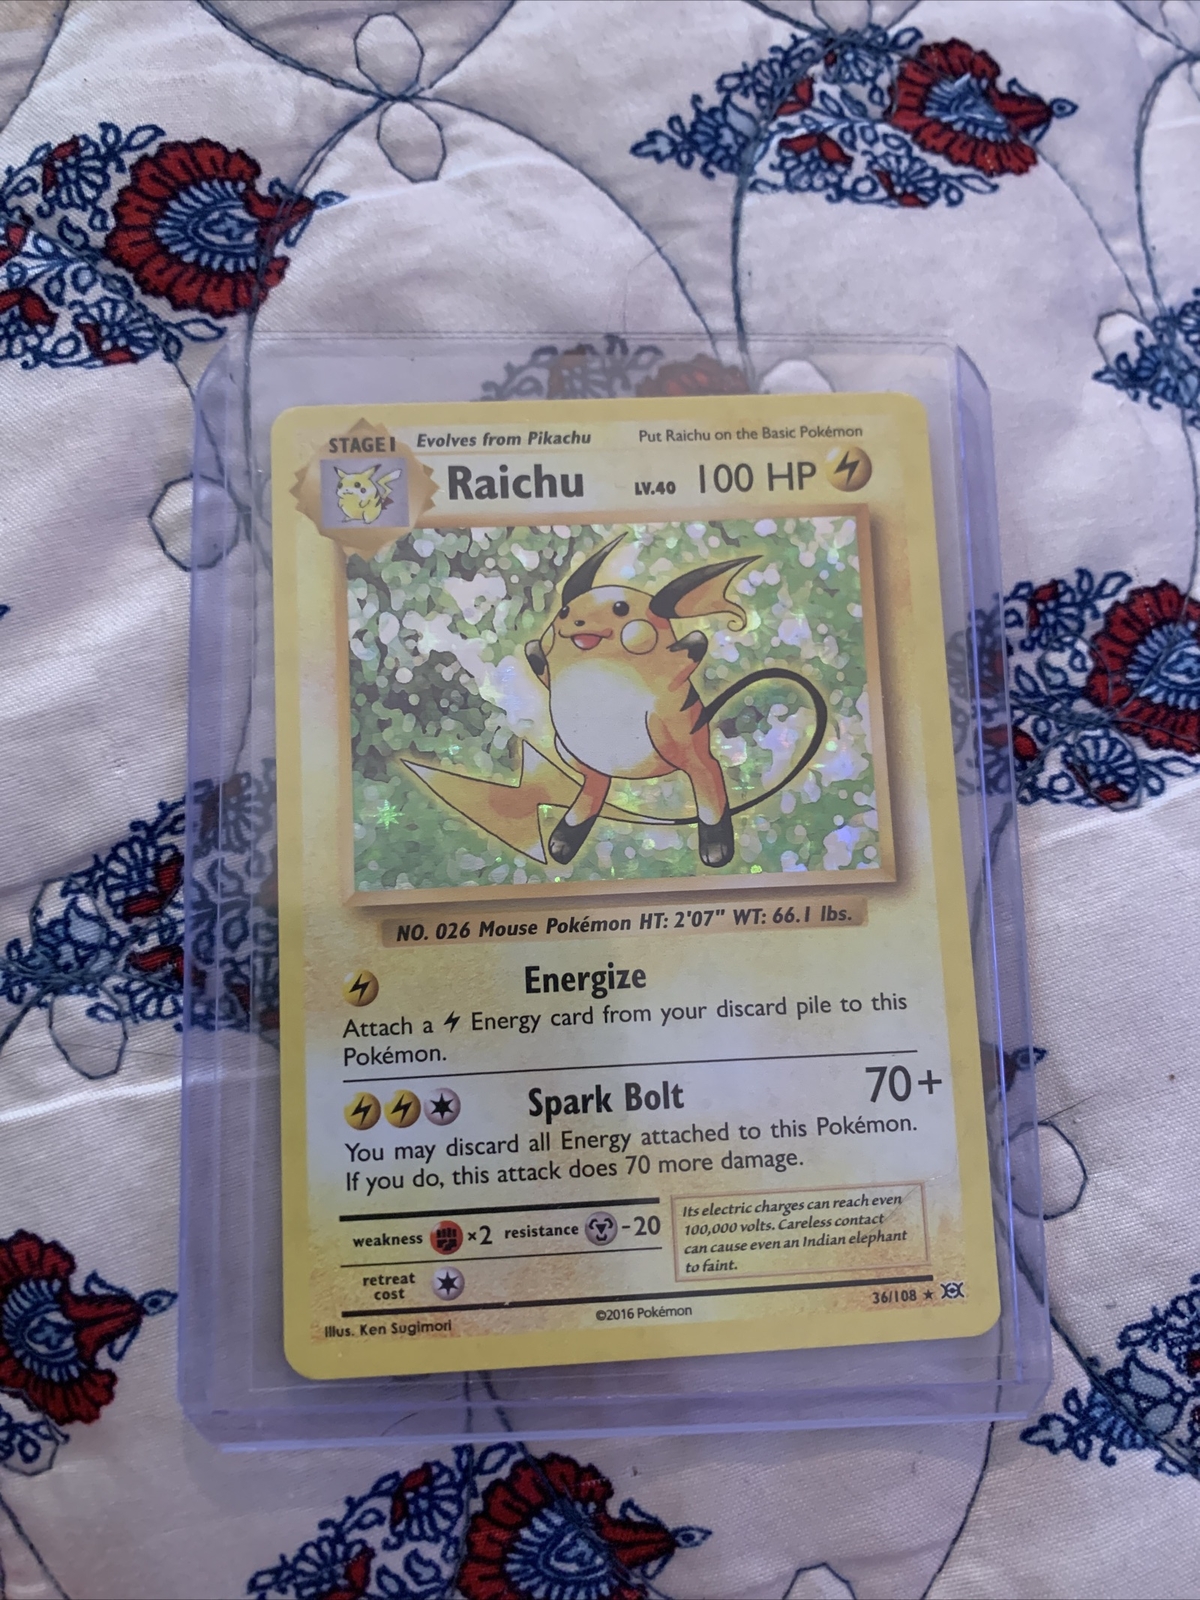 STAGE 1 Evolves from Pikachu Put Raichu on the Basic Pokémon
Raichu LV.40 100 HP
NO. 026 Mouse Pokémon HT: 2'07" WT: 66.1 lbs.
Energize
Attach a Energy card from your discard pile to this
Pokémon.
Spark Bolt 70+
You may discard all Energy attached to this Pokémon.
If you do, this attack does 70 more damage.
weakness ×2 resistance -20
retreat
cost
Its electric charges can reach even
100,000 volts. Careless contact
can cause even an Indian elephant
to faint.
Illus. Ken Sugimori ©2016 Pokémon 36/108 ★